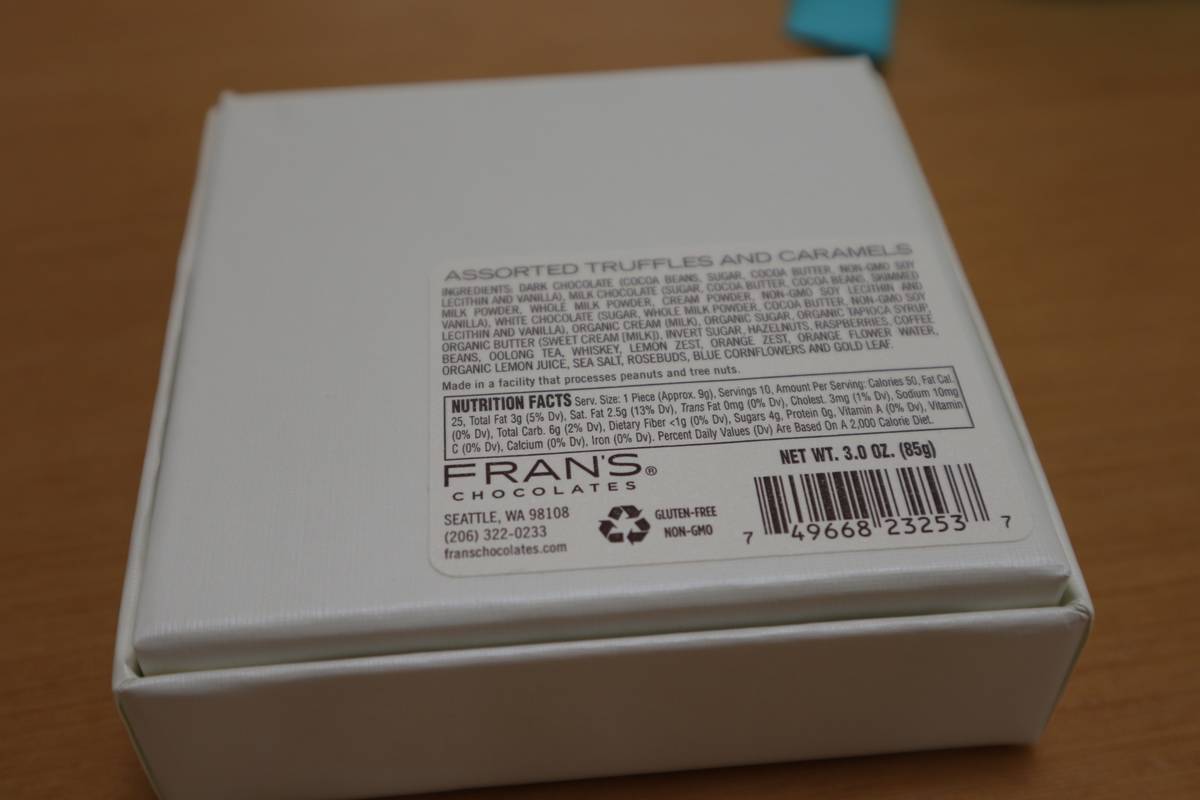 ASSORTED TRUFFLES AND CARAMELS
INGREDIENTS: DARK CHOCOLATE (COCOA BEANS, SUGAR, COCOA BUTTER, NON-GMO SOY
LECITHIN AND VANILLA), MILK CHOCOLATE (SUGAR, COCOA BUTTER, COCOA BEANS, SKIMMED
MILK POWDER, WHOLE MILK POWDER, CREAM POWDER, NON-GMO SOY LECITHIN AND
VANILLA), WHITE CHOCOLATE (SUGAR, WHOLE MILK POWDER, COCOA BUTTER, NON-GMO SOY
LECITHIN AND VANILLA), ORGANIC CREAM (MILK), ORGANIC SUGAR, ORGANIC TAPIOCA SYRUP,
ORGANIC BUTTER (SWEET CREAM [MILK]), INVERT SUGAR, HAZELNUTS, RASPBERRIES, COFFEE
BEANS, OOLONG TEA, WHISKEY, LEMON ZEST, ORANGE ZEST, ORANGE FLOWER WATER,
ORGANIC LEMON JUICE, SEA SALT, ROSEBUDS, BLUE CORNFLOWERS AND GOLD LEAF.
Made in a facility that processes peanuts and tree nuts.
NUTRITION FACTS Serv. Size: 1 Piece (Approx. 9g), Servings 10, Amount Per Serving: Calories 50, Fat Cal.
25, Total Fat 3g (5% Dv), Sat. Fat 2.5g (13% Dv), Trans Fat 0mg (0% Dv), Cholest. 3mg (1% Dv), Sodium 10mg
(0% Dv), Total Carb. 6g (2% Dv), Dietary Fiber <1g (0% Dv), Sugars 4g, Protein 0g, Vitamin A (0% Dv), Vitamin
C (0% Dv), Calcium (0% Dv), Iron (0% Dv). Percent Daily Values (Dv) Are Based On A 2,000 Calorie Diet.
FRAN'S®
CHOCOLATES
SEATTLE, WA 98108
(206) 322-0233
franschocolates.com
GLUTEN-FREE
NON-GMO
NET WT. 3.0 OZ. (85g)
7 49668 23253 7